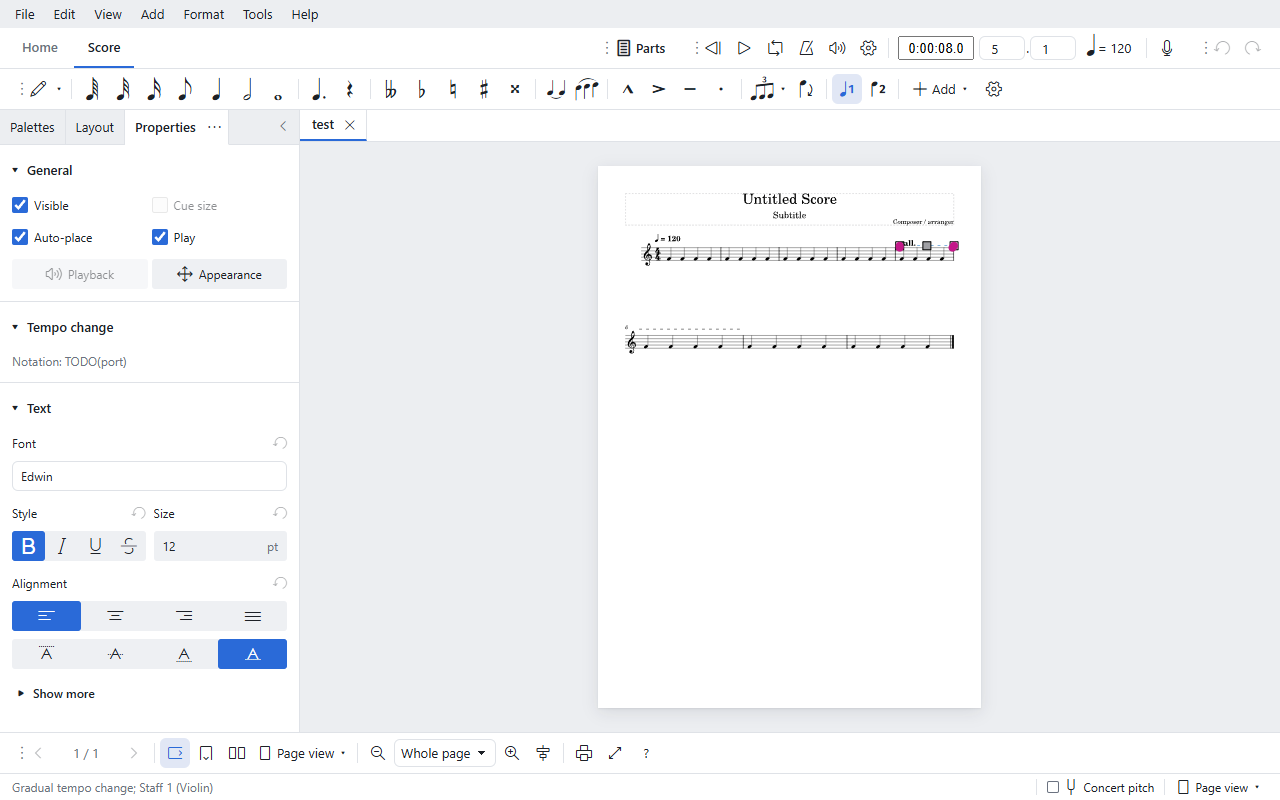 File Edit View Add Format Tools Help
Home Score Parts 0:00:08.0 5 . 1 = 120
3 1 2 Add
Palettes Layout Properties ··· test
General
Visible Cue size
Auto-place Play
Playback Appearance
Tempo change
Notation: TODO(port)
Text
Font
Edwin
Style Size
B I U S 12 pt
Alignment
A A A A
Show more
Untitled Score
Subtitle
Composer / arranger
= 120
1 / 1 Page view Whole page ?
Gradual tempo change; Staff 1 (Violin) Concert pitch Page view